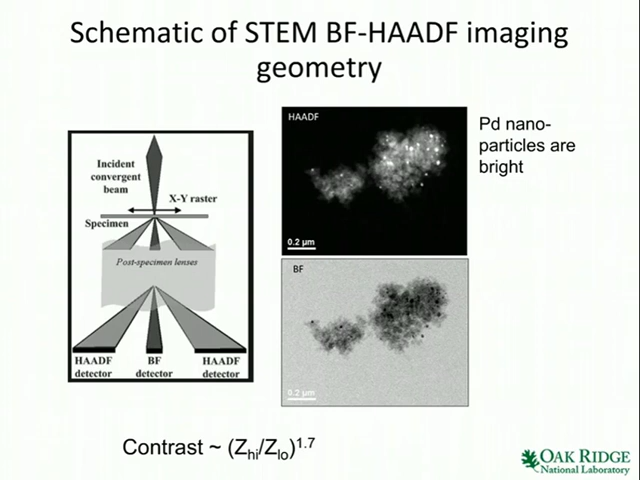 Schematic of STEM BF-HAADF imaging
geometry
Incident
convergent
beam
X-Y raster
Specimen
Post-specimen lenses
HAADF
detector
BF
detector
HAADF
detector
HAADF
0.2 µm
BF
0.2 µm
Pd nano-
particles are
bright
Contrast ~ (Zhi/Zlo)1.7
OAK RIDGE
National Laboratory